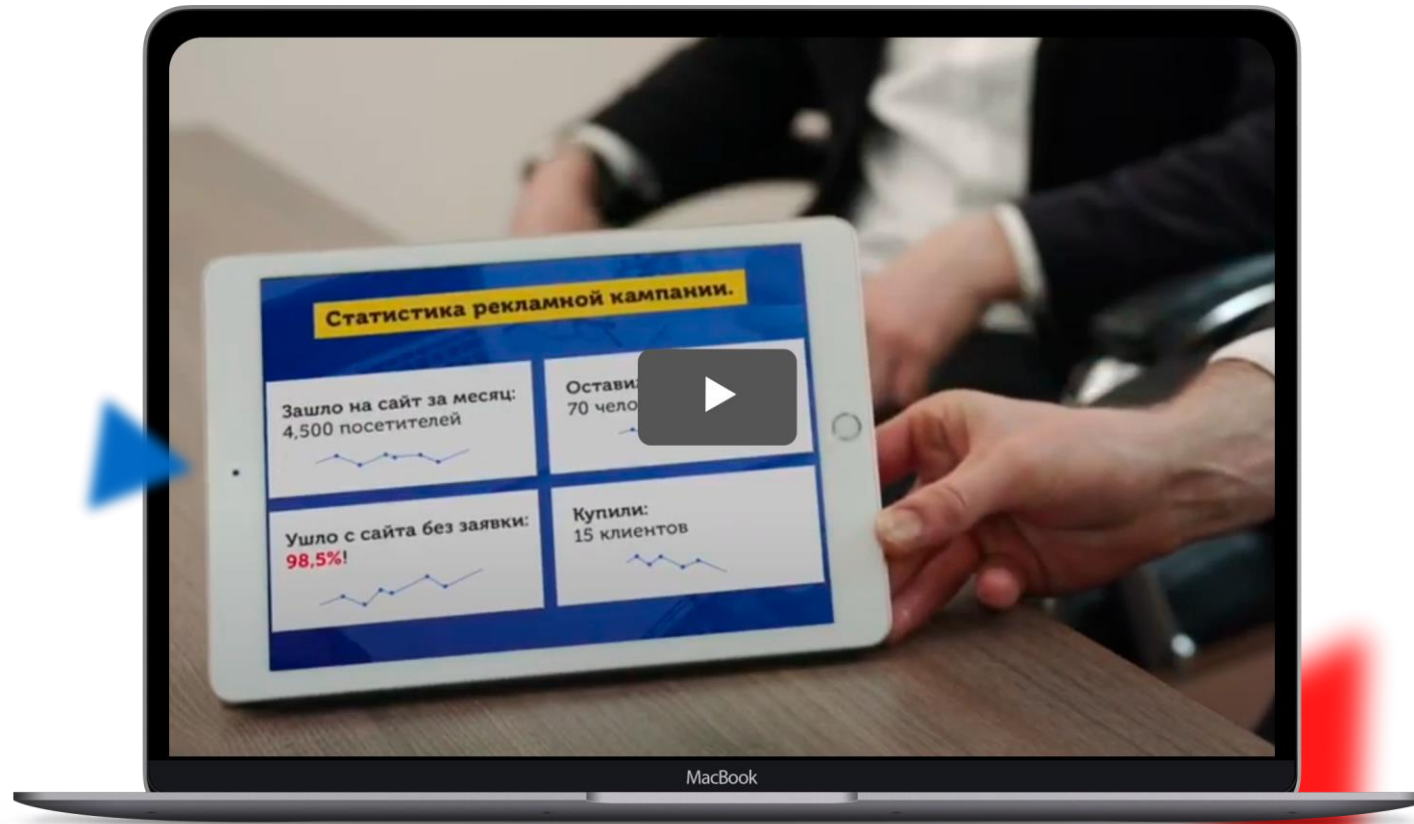 Статистика рекламной кампании.
Зашло на сайт за месяц:
4,500 посетителей
70
Ушло с сайта без заявки:
98,5%!
Купили:
15 клиентов
MacBook